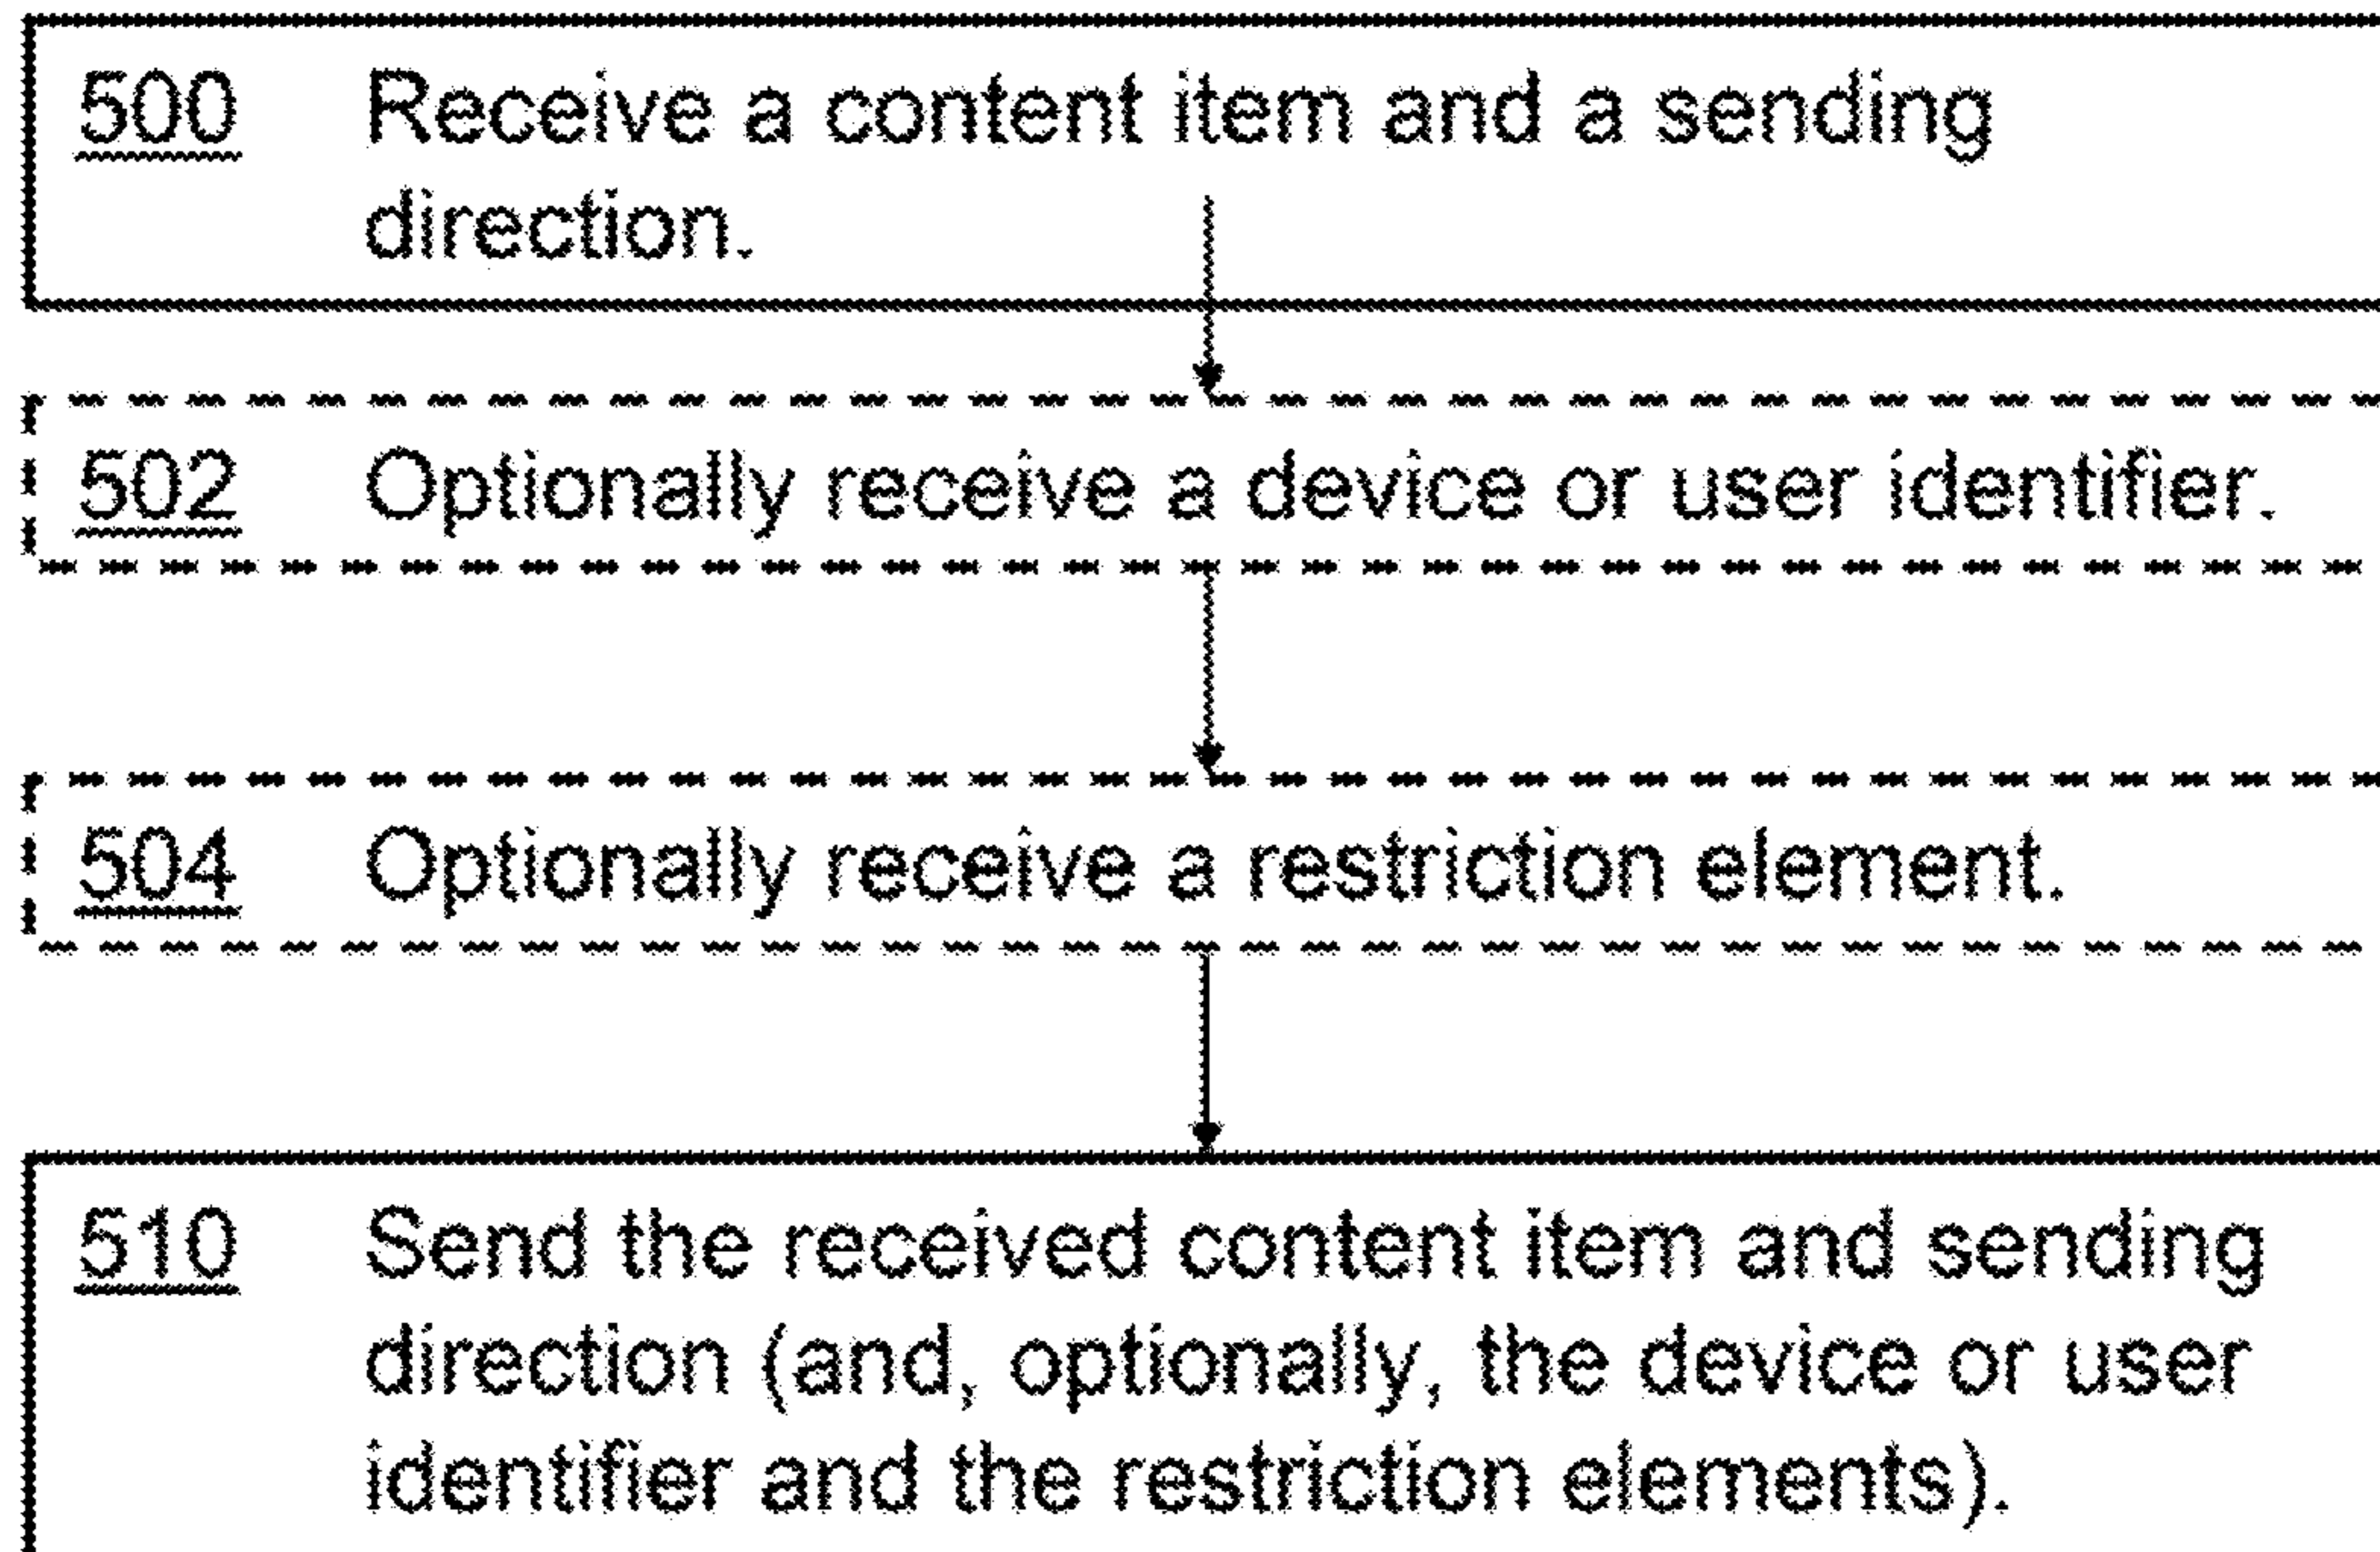 500 Receive a content item and a sending
direction.
502 Optionally receive a device or user identifier.
504 Optionally receive a restriction element.
510 Send the received content item and sending
direction (and, optionally, the device or user
identifier and the restriction elements).